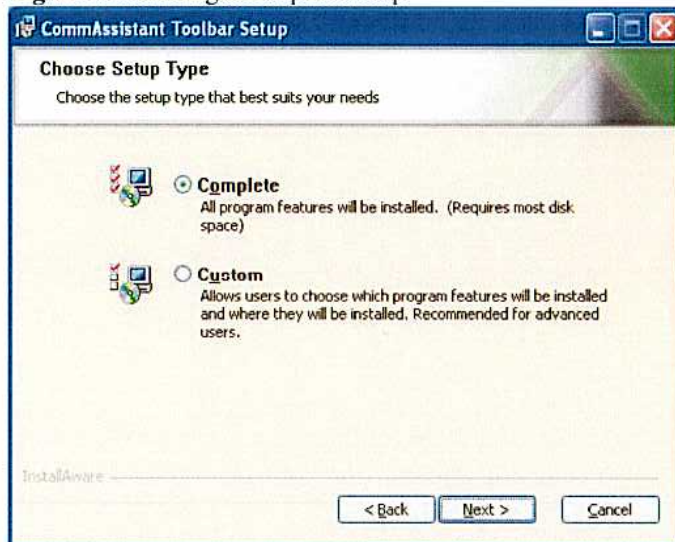 CommAssistant Toolbar Setup
Choose Setup Type
Choose the setup type that best suits your needs
Complete
All program features will be installed. (Requires most disk
space)
Custom
Allows users to choose which program features will be installed
and where they will be installed. Recommended for advanced
users.
InstallAware
< Back
Next >
Cancel